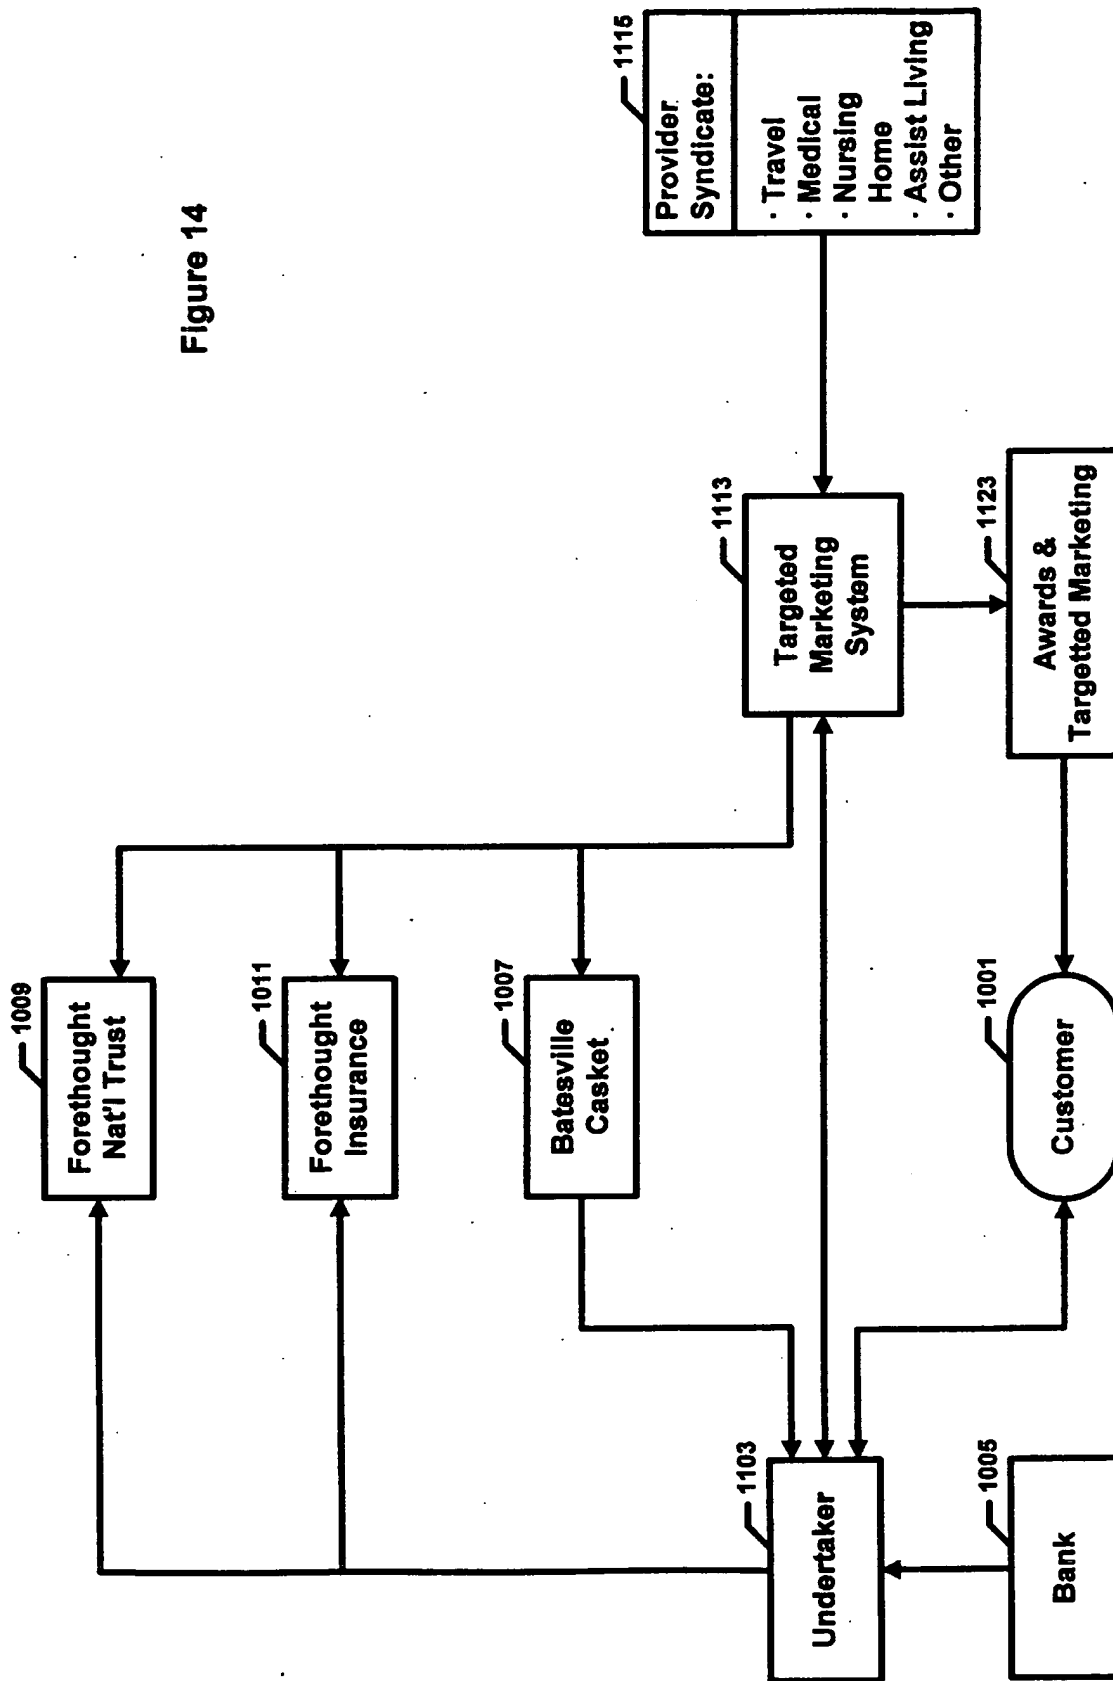 Figure 14
1009
Forethought
Nat'l Trust
1011
Forethought
Insurance
1007
Batesville
Casket
1103
Undertaker
1005
Bank
1001
Customer
1113
Targeted
Marketing
System
1123
Awards &
Targetted Marketing
1115
Provider
Syndicate:
· Travel
· Medical
· Nursing
Home
· Assist Living
· Other